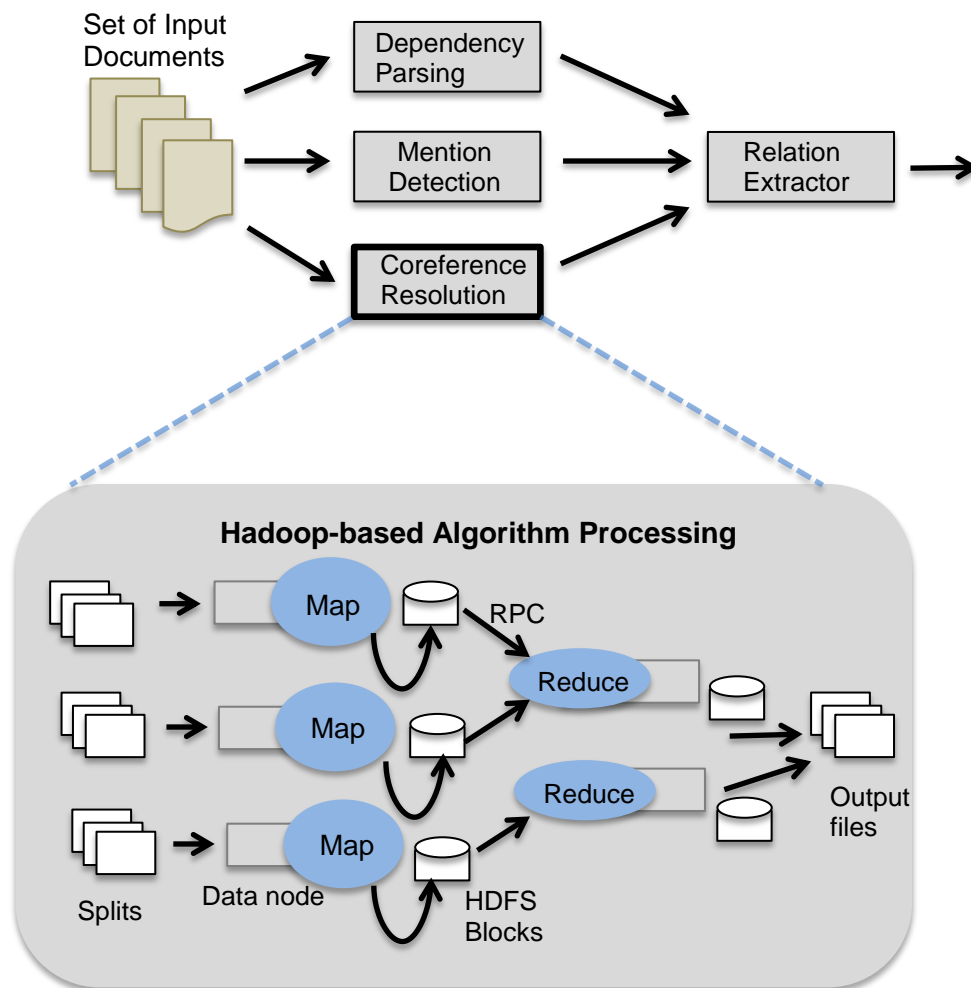 Set of Input
Documents
Dependency
Parsing
Mention
Detection
Relation
Extractor
Coreference
Resolution
Hadoop-based Algorithm Processing
Map
RPC
Reduce
Map
Reduce
Output
files
Map
Splits
Data node
HDFS
Blocks